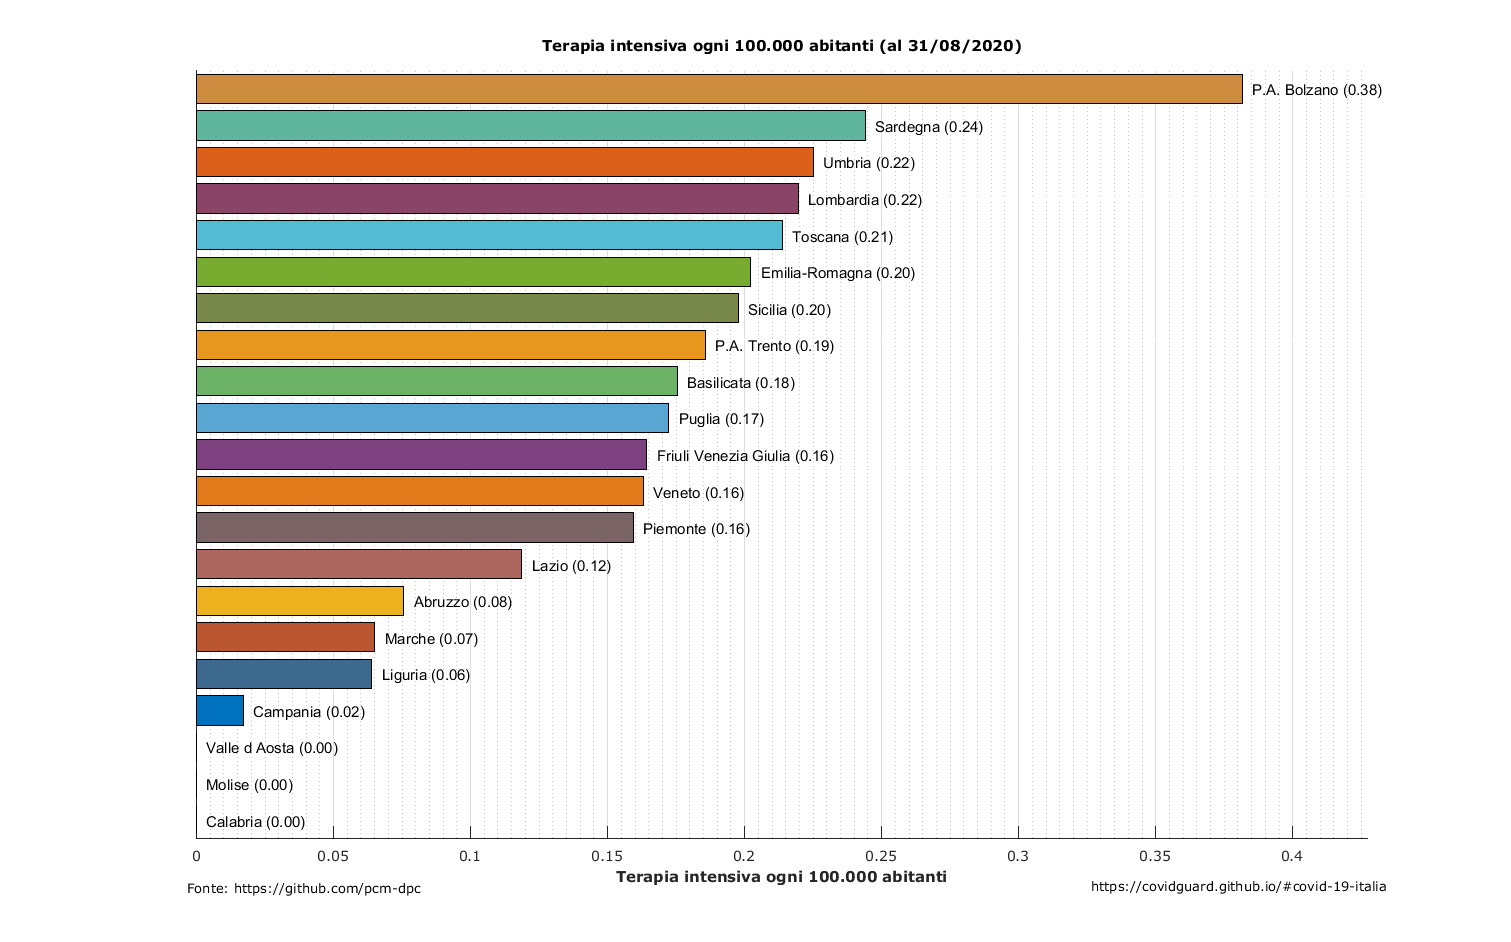 Terapia intensiva ogni 100.000 abitanti (al 31/08/2020)
P.A. Bolzano (0.38)
Sardegna (0.24)
Umbria (0.22)
Lombardia (0.22)
Toscana (0.21)
Emilia-Romagna (0.20)
Sicilia (0.20)
P.A. Trento (0.19)
Basilicata (0.18)
Puglia (0.17)
Friuli Venezia Giulia (0.16)
Veneto (0.16)
Piemonte (0.16)
Lazio (0.12)
Abruzzo (0.08)
Marche (0.07)
Liguria (0.06)
Campania (0.02)
Valle d Aosta (0.00)
Molise (0.00)
Calabria (0.00)
0 0.05 0.1 0.15 0.2 0.25 0.3 0.35 0.4
Terapia intensiva ogni 100.000 abitanti
Fonte: https://github.com/pcm-dpc
https://covidguard.github.io/#covid-19-italia